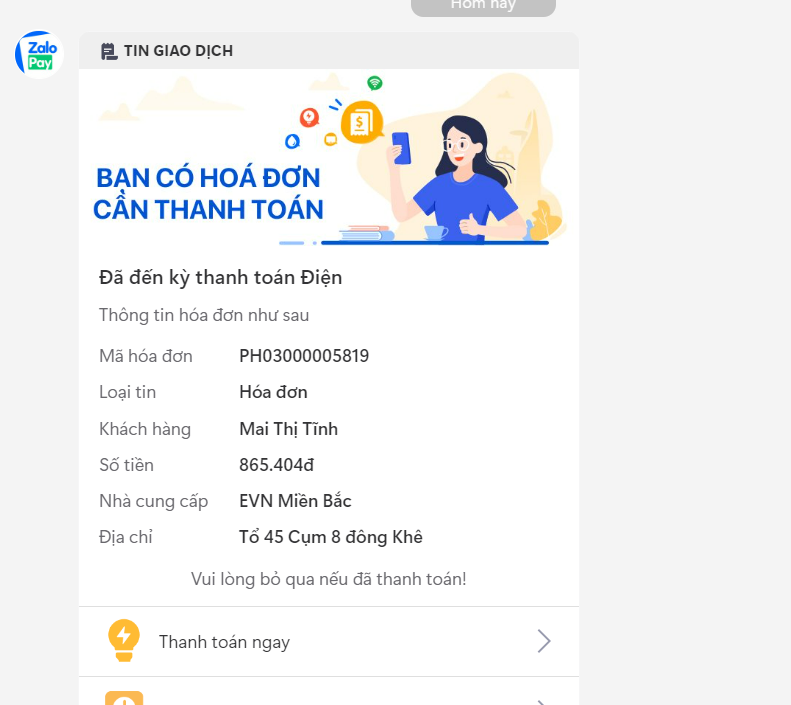 Hôm nay
Zalo
Pay
TIN GIAO DỊCH
BẠN CÓ HOÁ ĐƠN
CẦN THANH TOÁN
Đã đến kỳ thanh toán Điện
Thông tin hóa đơn như sau
Mã hóa đơn PH03000005819
Loại tin Hóa đơn
Khách hàng Mai Thị Tĩnh
Số tiền 865.404đ
Nhà cung cấp EVN Miền Bắc
Địa chỉ Tổ 45 Cụm 8 đông Khê
Vui lòng bỏ qua nếu đã thanh toán!
Thanh toán ngay